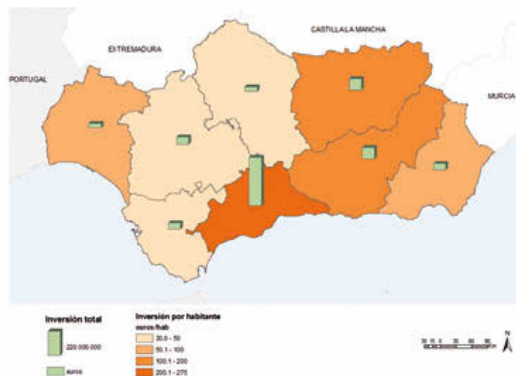 EXTREMADURA
CASTILLA LA MANCHA
PORTUGAL
MURCIA
Inversión total
220.000.000
euros
Inversión por habitante
euros/hab
30,0 - 50
50,1 - 100
100,1 - 200
200,1 - 275
N